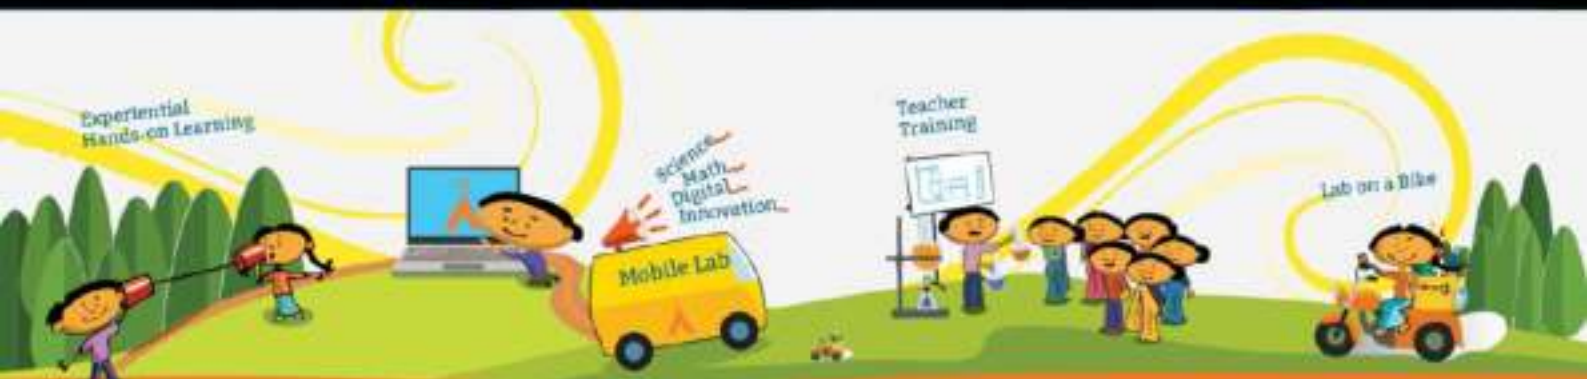 Experiential
Hands-on Learning
Science
Math
Digital
Innovation
Mobile Lab
Teacher
Training
Lab on a Bike